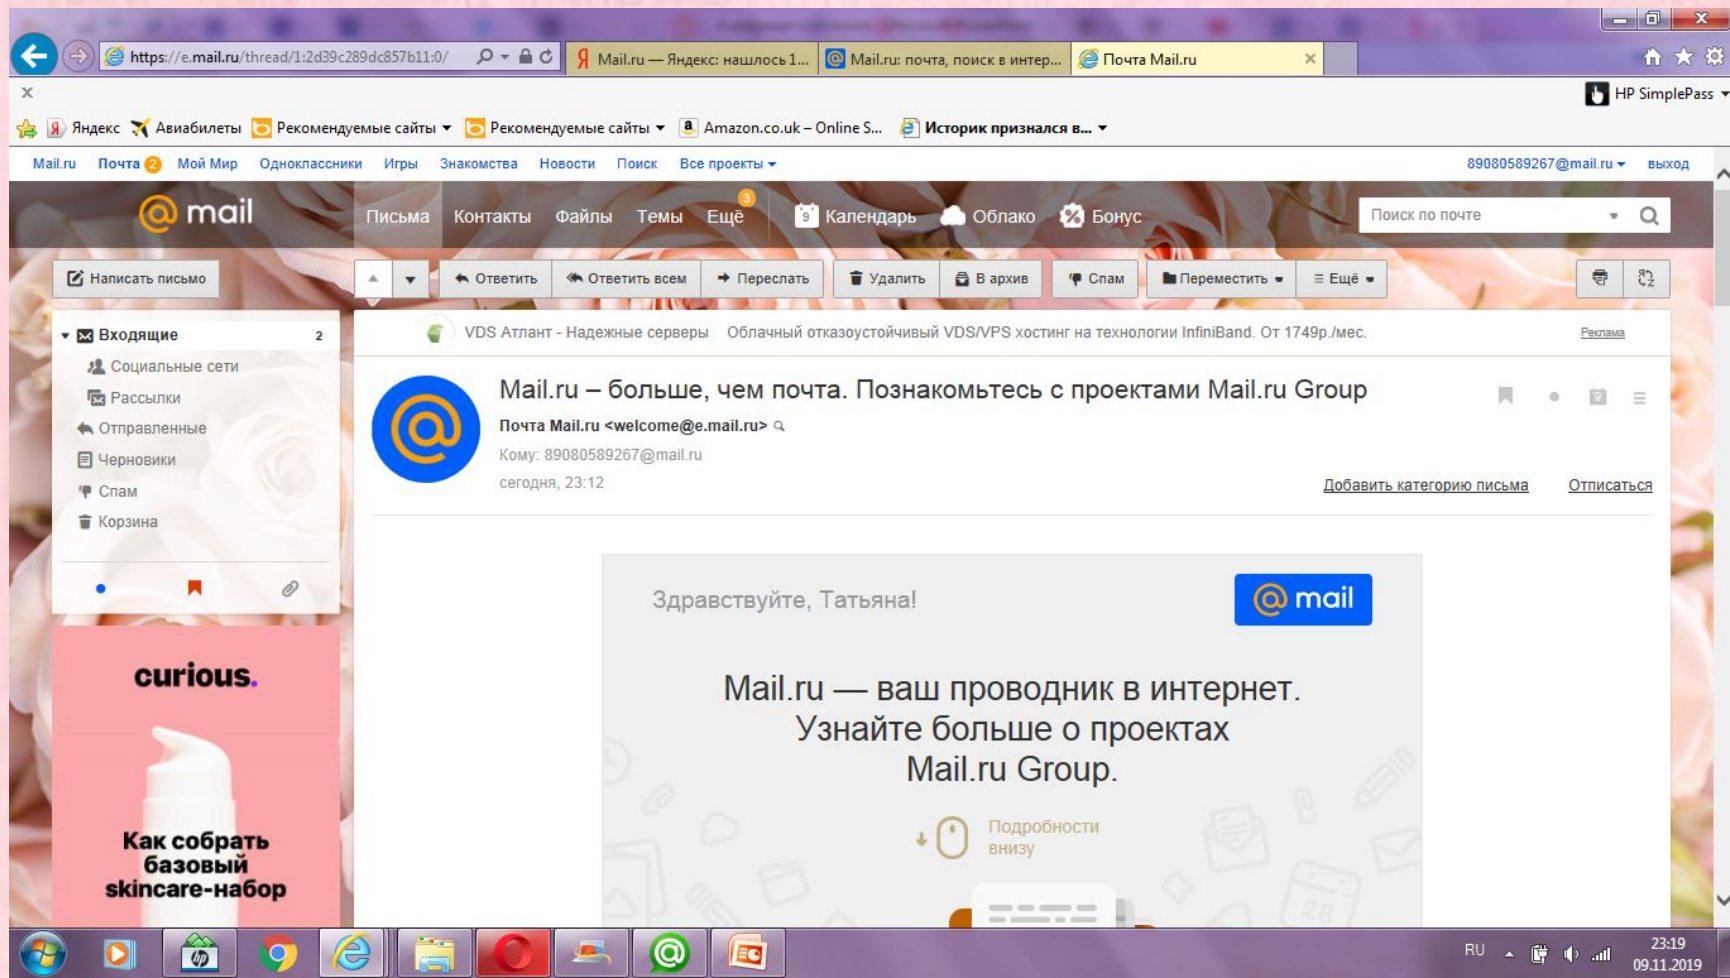 https://e.mail.ru/thread/1:2d39c289dc857b11:0/ Mail.ru — Яндекс: нашлось 1... Mail.ru: почта, поиск в интер... Почта Mail.ru
HP SimplePass
Яндекс Авиабилеты Рекомендуемые сайты Рекомендуемые сайты Amazon.co.uk – Online S... Историк признался в...
Mail.ru Почта 2 Мой Мир Одноклассники Игры Знакомства Новости Поиск Все проекты 89080589267@mail.ru выход
@mail Письма Контакты Файлы Темы Ещё 3 9 Календарь Облако Бонус Поиск по почте
Написать письмо Ответить Ответить всем Переслать Удалить В архив Спам Переместить Ещё
Входящие 2
Социальные сети
Рассылки
Отправленные
Черновики
Спам
Корзина
VDS Атлант - Надежные серверы Облачный отказоустойчивый VDS/VPS хостинг на технологии InfiniBand. От 1749р./мес. Реклама
Mail.ru – больше, чем почта. Познакомьтесь с проектами Mail.ru Group
Почта Mail.ru <welcome@e.mail.ru>
Кому: 89080589267@mail.ru
сегодня, 23:12
Добавить категорию письма Отписаться
Здравствуйте, Татьяна!
@mail
Mail.ru — ваш проводник в интернет.
Узнайте больше о проектах
Mail.ru Group.
Подробности
внизу
28
curious.
Как собрать
базовый
skincare-набор
RU 23:19
09.11.2019